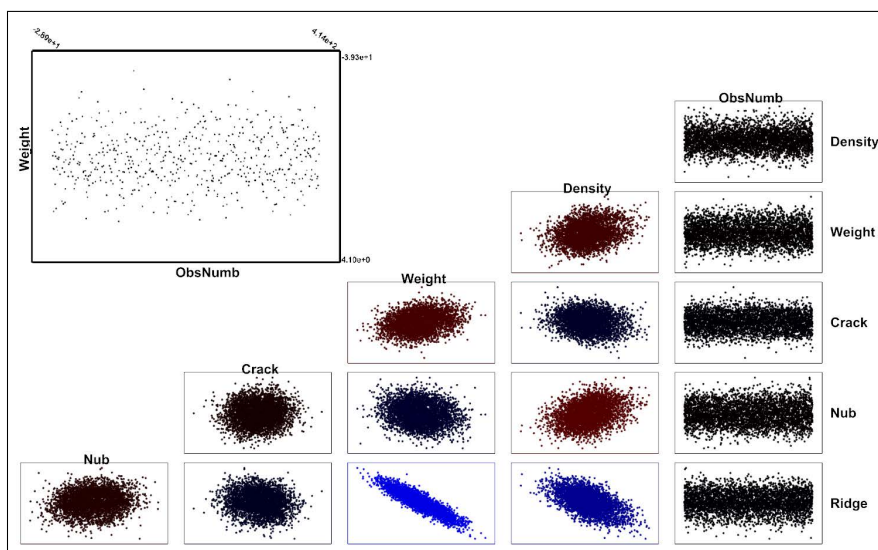 -2.89e+1
4.14e+2
-3.93e+1
Weight
4.10e+0
ObsNumb
ObsNumb
Density
Density
Weight
Weight
Crack
Crack
Nub
Nub
Ridge